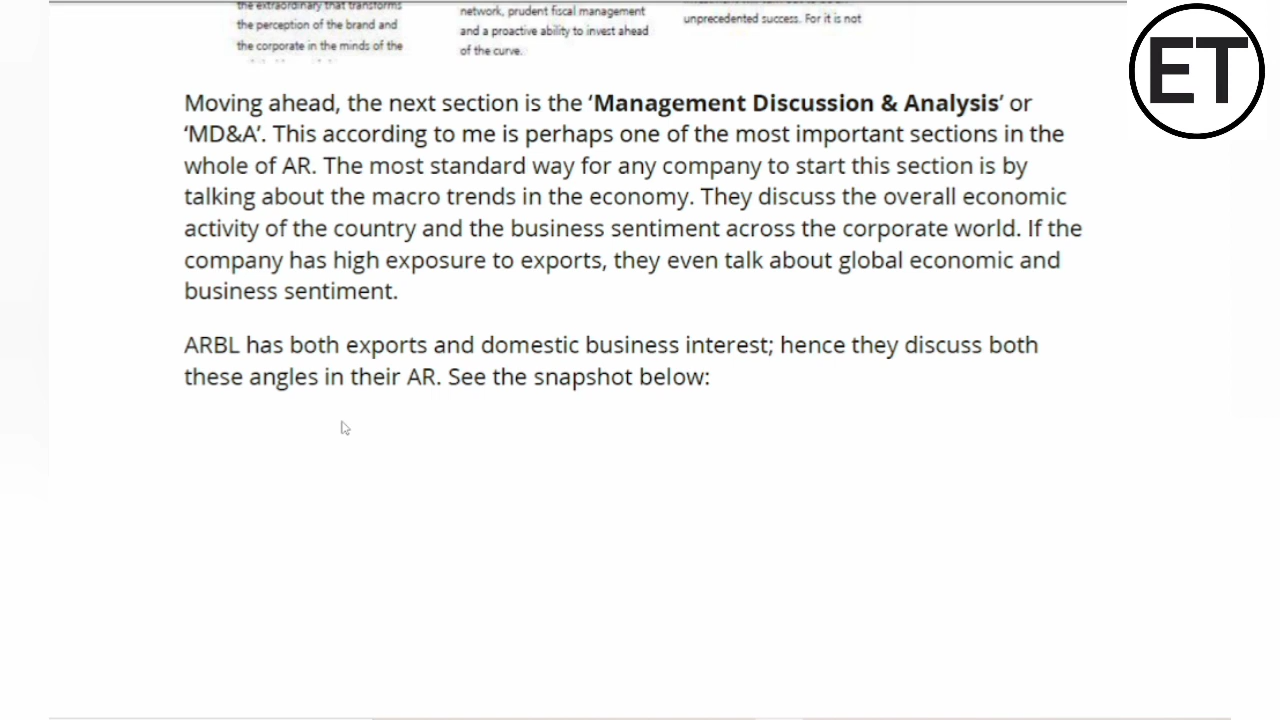 the extraordinary that transforms
the perception of the brand and
the corporate in the minds of the
network, prudent fiscal management
and a proactive ability to invest ahead
of the curve.
unprecedented success. For it is not
ET
Moving ahead, the next section is the ‘Management Discussion & Analysis’ or
‘MD&A’. This according to me is perhaps one of the most important sections in the
whole of AR. The most standard way for any company to start this section is by
talking about the macro trends in the economy. They discuss the overall economic
activity of the country and the business sentiment across the corporate world. If the
company has high exposure to exports, they even talk about global economic and
business sentiment.
ARBL has both exports and domestic business interest; hence they discuss both
these angles in their AR. See the snapshot below: